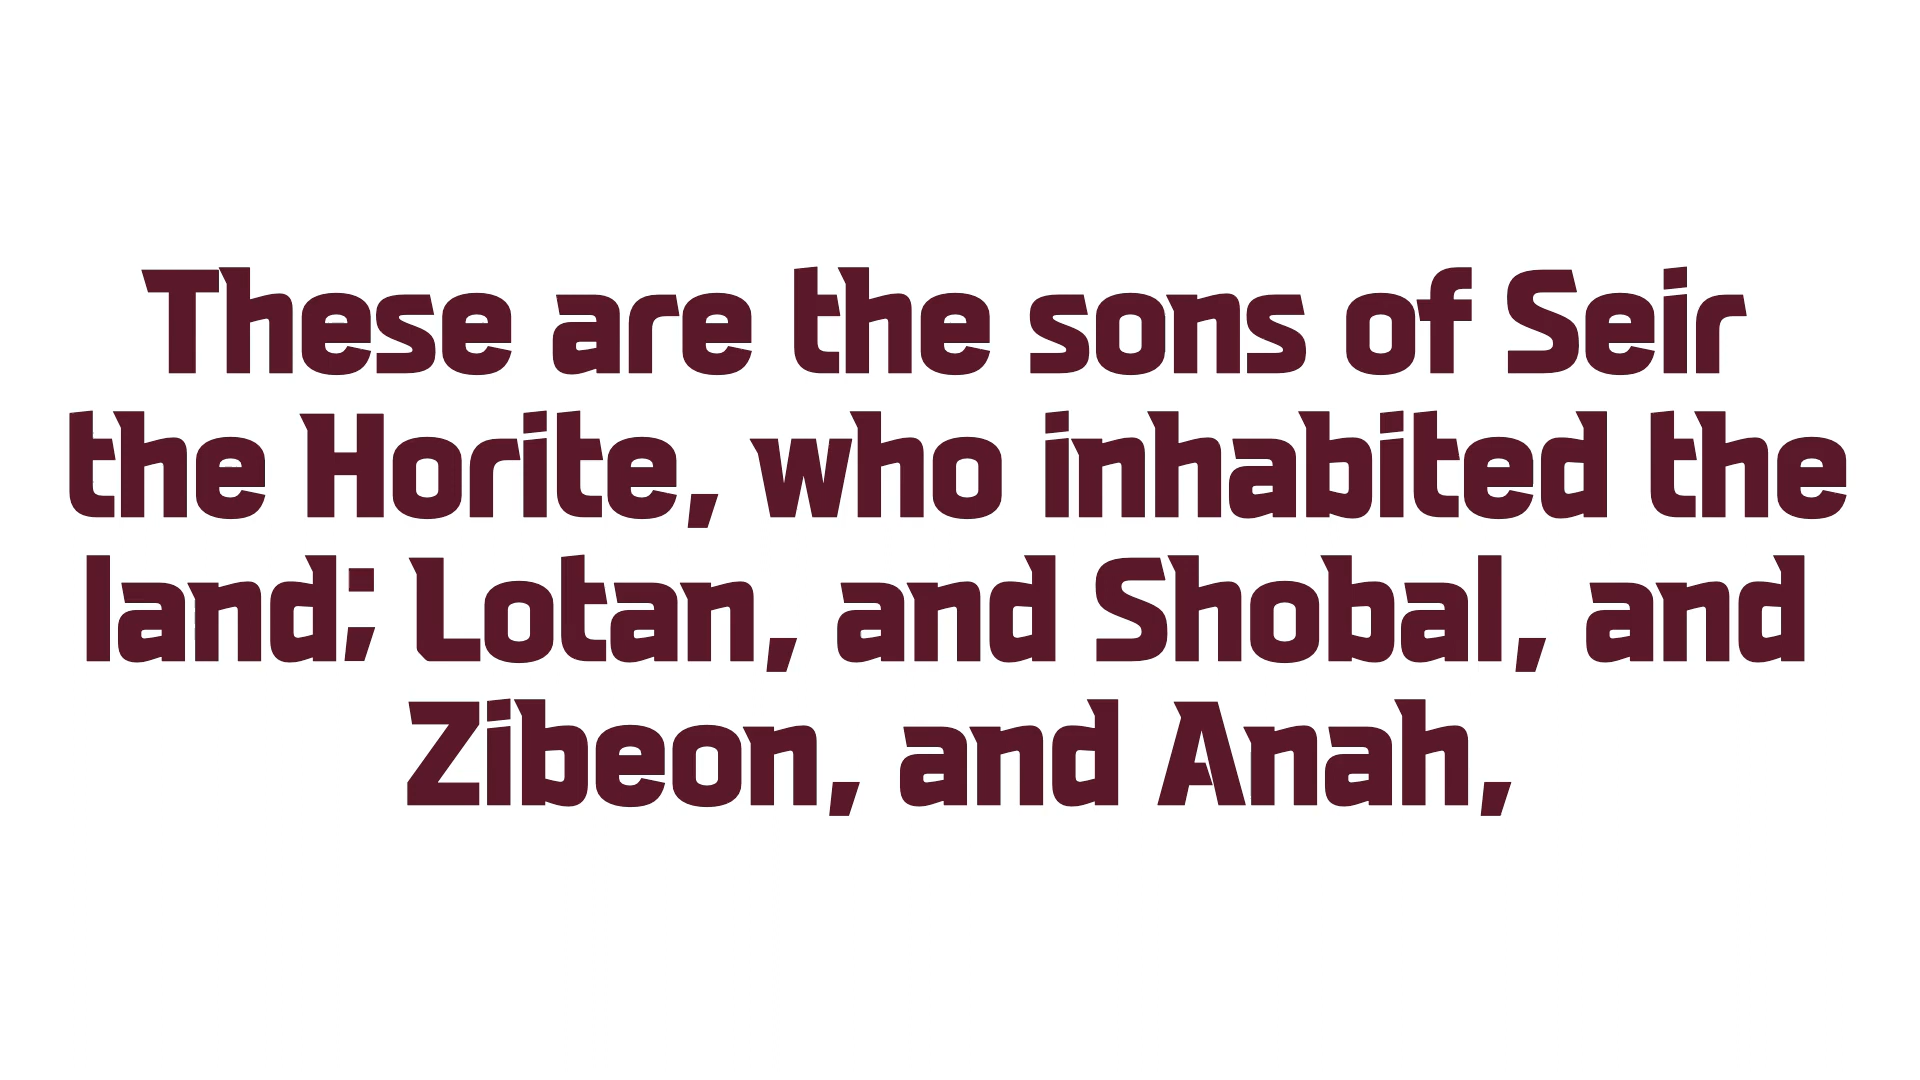 These are the sons of Seir
the Horite, who inhabited the
land; Lotan, and Shobal, and
Zibeon, and Anah,